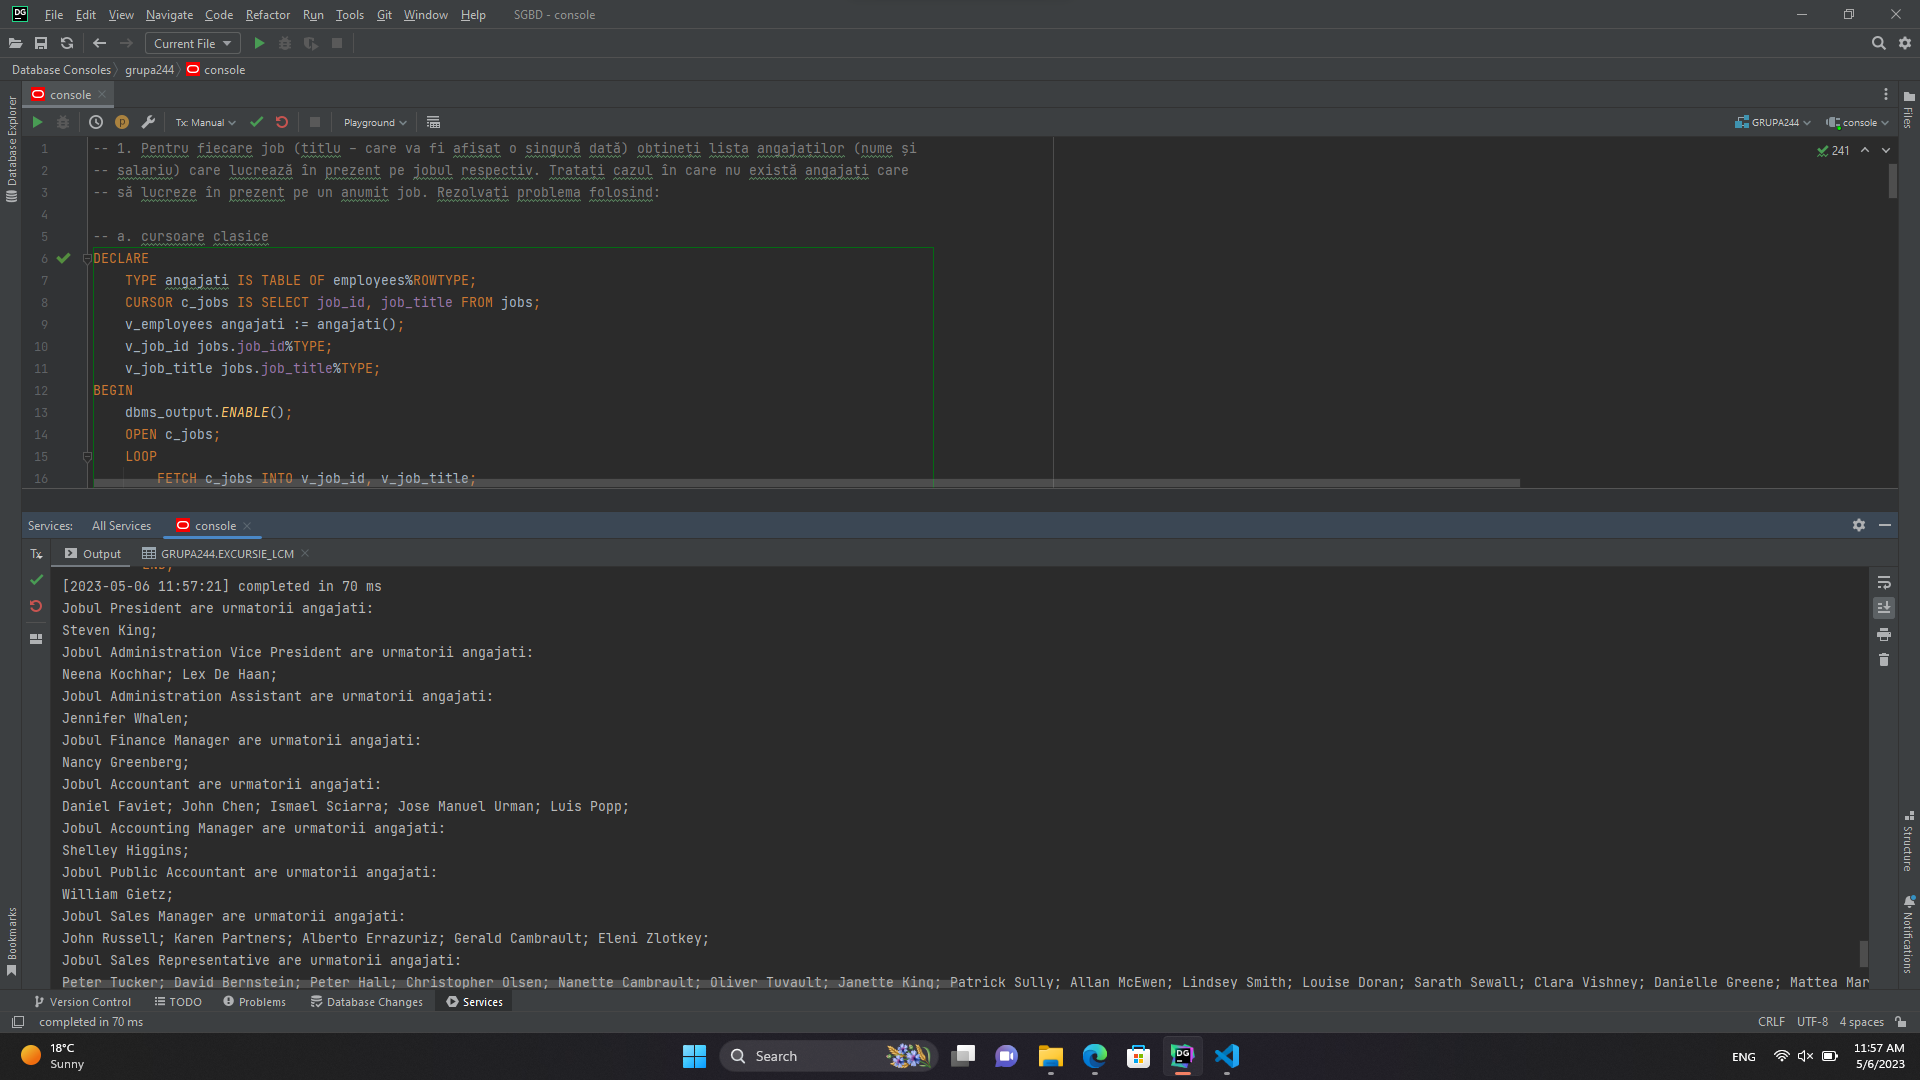 DG File Edit View Navigate Code Refactor Run Tools Git Window Help SGBD - console
Current File
Database Consoles grupa244 console
console
Tx: Manual Playground GRUPA244 console
241
1 -- 1. Pentru fiecare job (titlu – care va fi afișat o singură dată) obțineți lista angajaților (nume și
2 -- salariu) care lucrează în prezent pe jobul respectiv. Tratați cazul în care nu există angajați care
3 -- să lucreze în prezent pe un anumit job. Rezolvați problema folosind:
4
5 -- a. cursoare clasice
6 DECLARE
7 TYPE angajati IS TABLE OF employees%ROWTYPE;
8 CURSOR c_jobs IS SELECT job_id, job_title FROM jobs;
9 v_employees angajati := angajati();
10 v_job_id jobs.job_id%TYPE;
11 v_job_title jobs.job_title%TYPE;
12 BEGIN
13 dbms_output.ENABLE();
14 OPEN c_jobs;
15 LOOP
16 FETCH c_jobs INTO v_job_id, v_job_title;
Database Explorer
Bookmarks
Files
Structure
Notifications
Services: All Services console
Tx Output GRUPA244.EXCURSIE_LCM
END;
[2023-05-06 11:57:21] completed in 70 ms
Jobul President are urmatorii angajati:
Steven King;
Jobul Administration Vice President are urmatorii angajati:
Neena Kochhar; Lex De Haan;
Jobul Administration Assistant are urmatorii angajati:
Jennifer Whalen;
Jobul Finance Manager are urmatorii angajati:
Nancy Greenberg;
Jobul Accountant are urmatorii angajati:
Daniel Faviet; John Chen; Ismael Sciarra; Jose Manuel Urman; Luis Popp;
Jobul Accounting Manager are urmatorii angajati:
Shelley Higgins;
Jobul Public Accountant are urmatorii angajati:
William Gietz;
Jobul Sales Manager are urmatorii angajati:
John Russell; Karen Partners; Alberto Errazuriz; Gerald Cambrault; Eleni Zlotkey;
Jobul Sales Representative are urmatorii angajati:
Peter Tucker; David Bernstein; Peter Hall; Christopher Olsen; Nanette Cambrault; Oliver Tuvault; Janette King; Patrick Sully; Allan McEwen; Lindsey Smith; Louise Doran; Sarath Sewall; Clara Vishney; Danielle Greene; Mattea Mar
Version Control TODO Problems Database Changes Services
completed in 70 ms CRLF UTF-8 4 spaces
18°C
Sunny
Search
DG
ENG
11:57 AM
5/6/2023